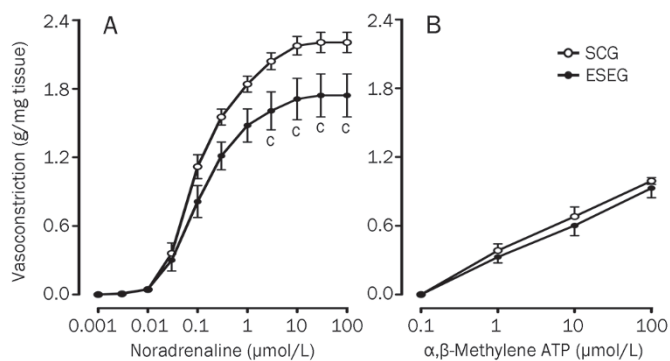 A
B
SCG
ESEG
Vasoconstriction (g/mg tissue)
2.4
1.8
1.2
0.6
0.0
c c c c
0.001 0.01 0.1 1 10 100
Noradrenaline (μmol/L)
2.4
1.8
1.2
0.6
0.0
0.1 1 10 100
α,β-Methylene ATP (μmol/L)